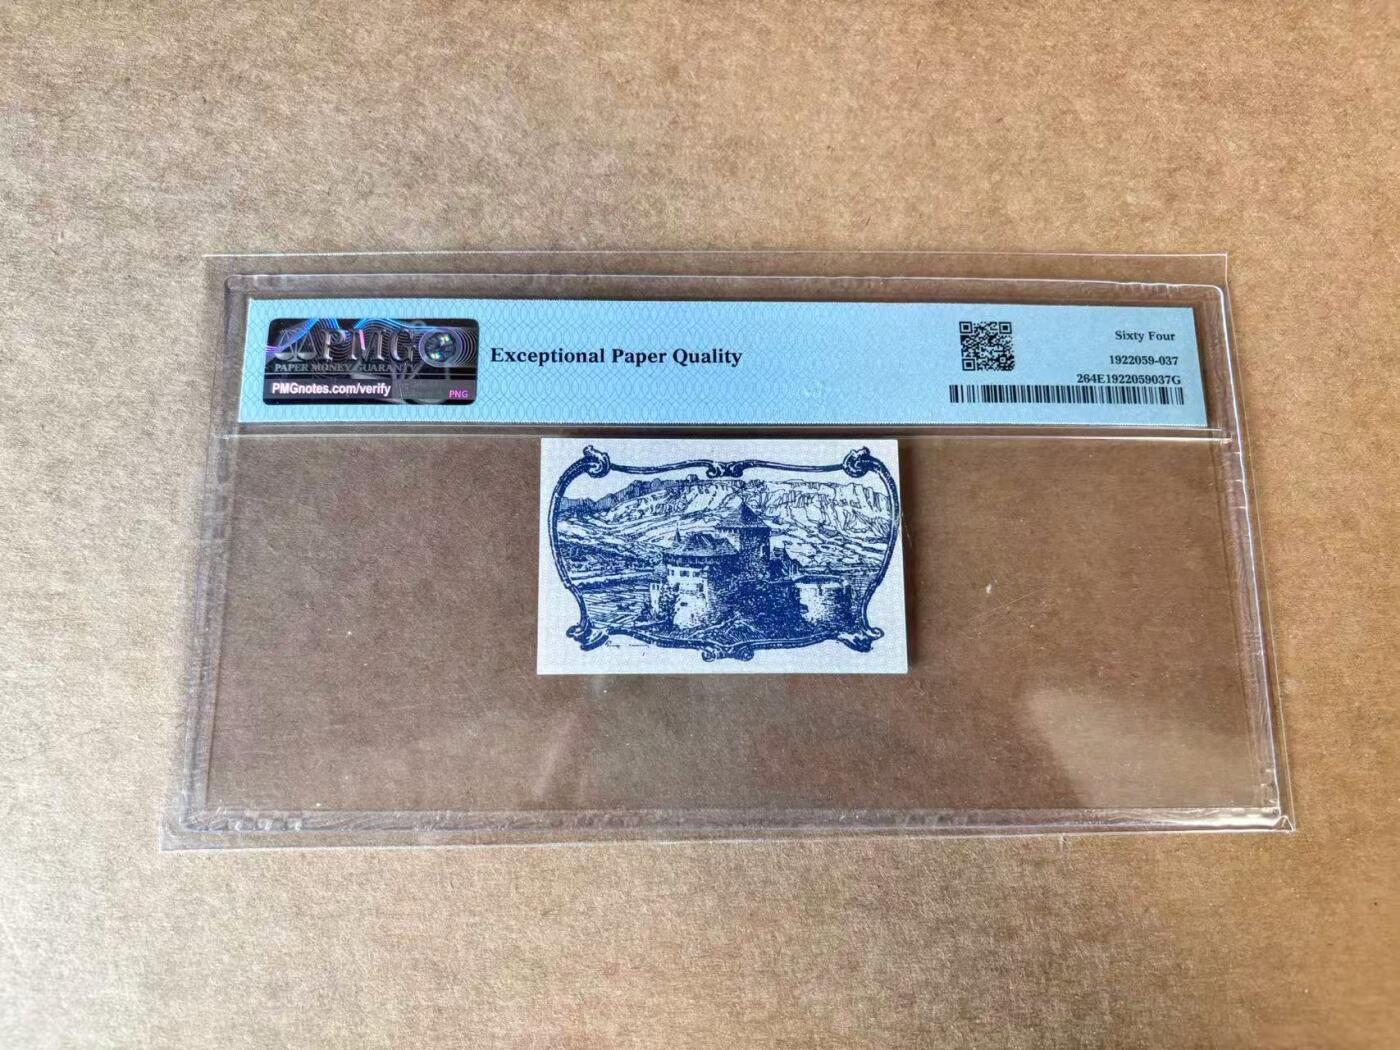 PMG
PAPER MONEY GUARANTY
PMGnotes.com/verify
PNG
Exceptional Paper Quality
Sixty Four
1922059-037
264E1922059037G